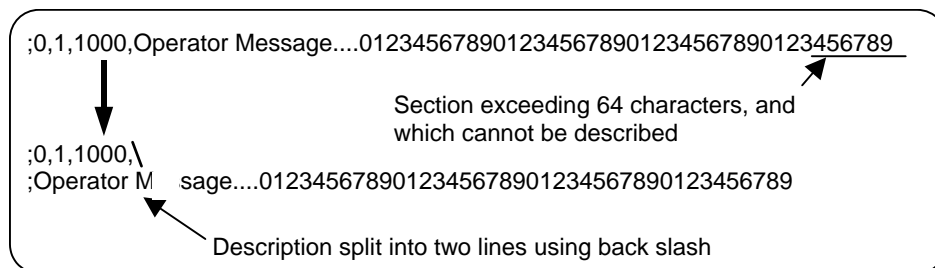 ;0,1,1000,Operator Message....0123456789012345678901234567890123456789
Section exceeding 64 characters, and
which cannot be described
;0,1,1000,\
;Operator M sage....0123456789012345678901234567890123456789
Description split into two lines using back slash